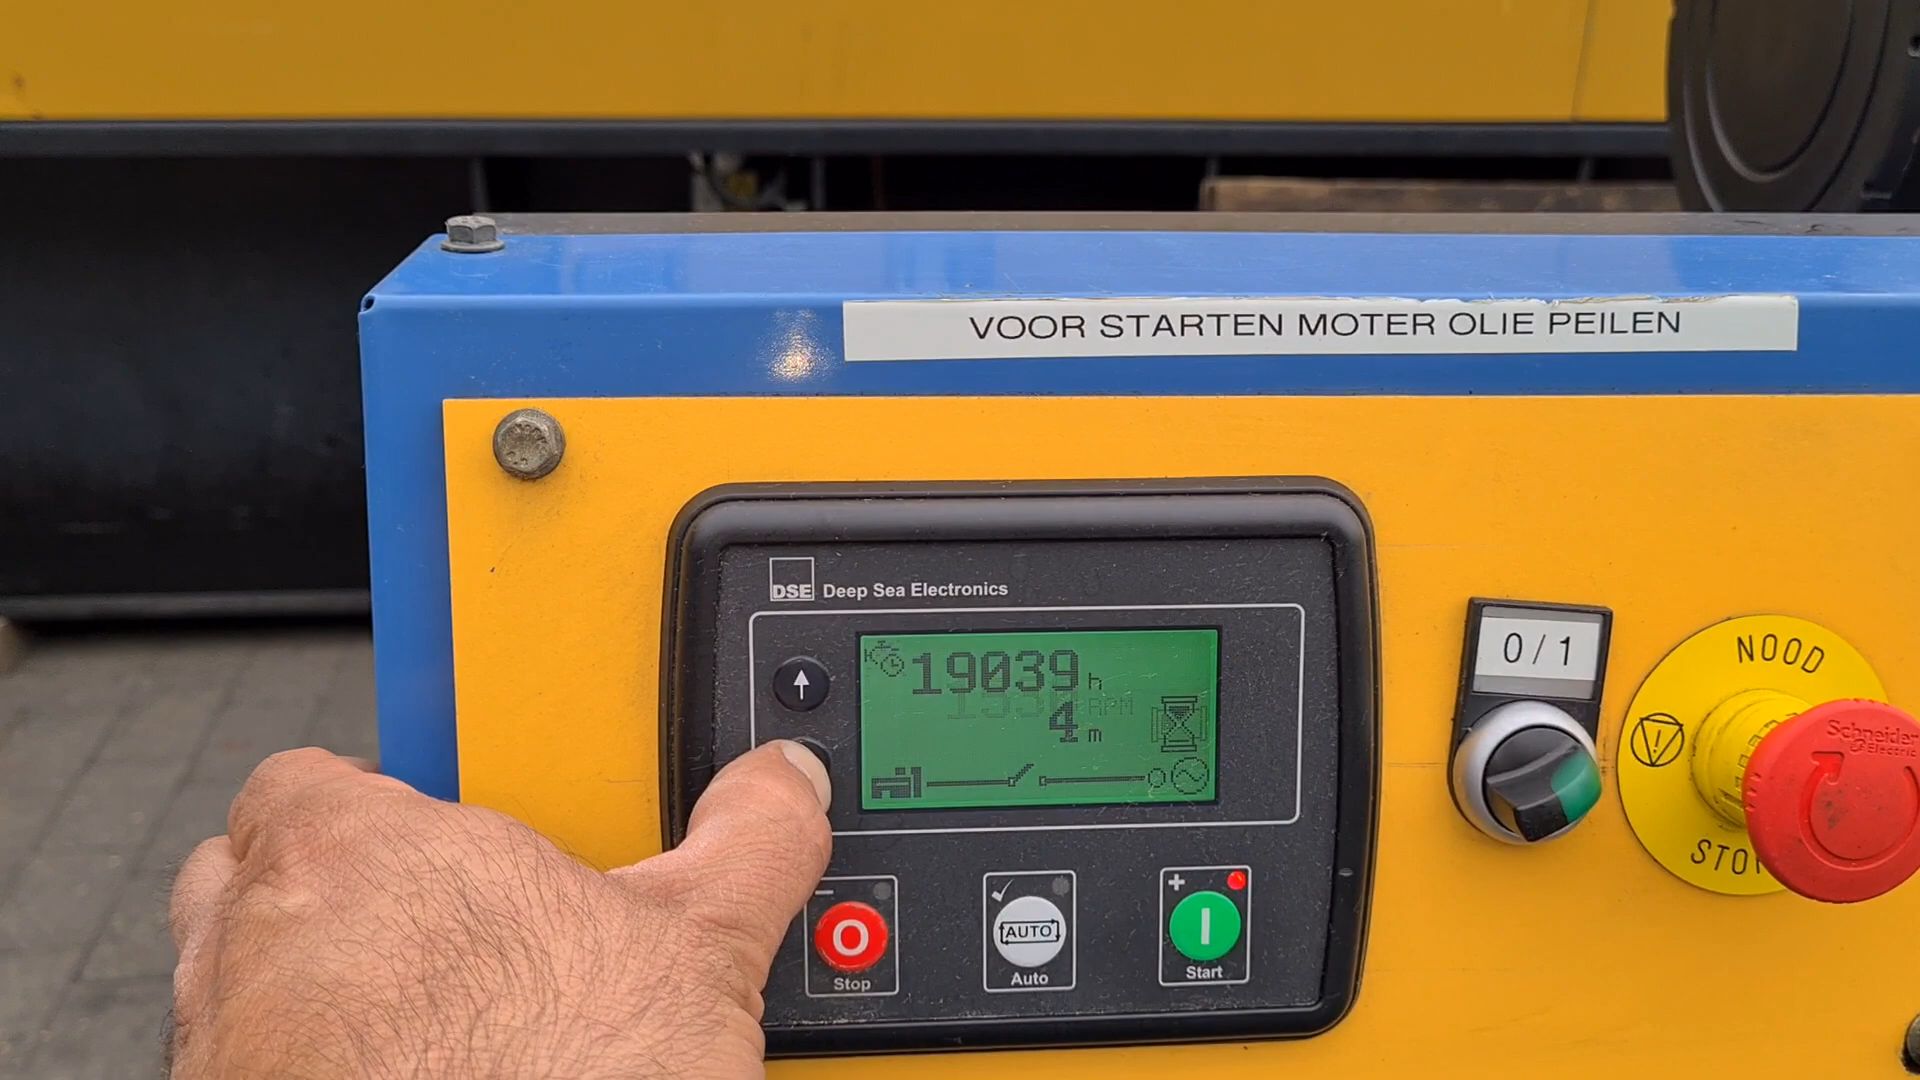 VOOR STARTEN MOTER OLIE PEILEN
DSE Deep Sea Electronics
19039 h
RPM
4 m
0/1
NOOD
Schneider
Electric
Stop
AUTO
Auto
Start